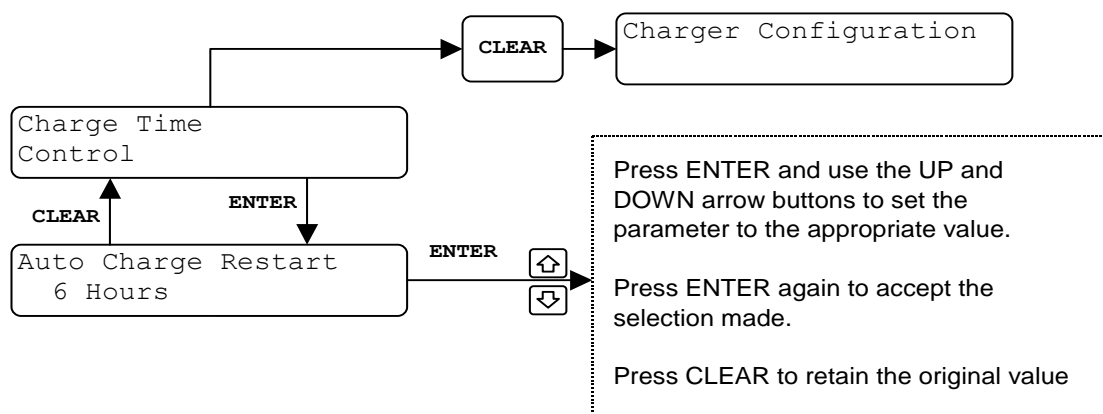 CLEAR
Charger Configuration
Charge Time
Control
CLEAR
ENTER
Auto Charge Restart
6 Hours
ENTER
Press ENTER and use the UP and
DOWN arrow buttons to set the
parameter to the appropriate value.
Press ENTER again to accept the
selection made.
Press CLEAR to retain the original value